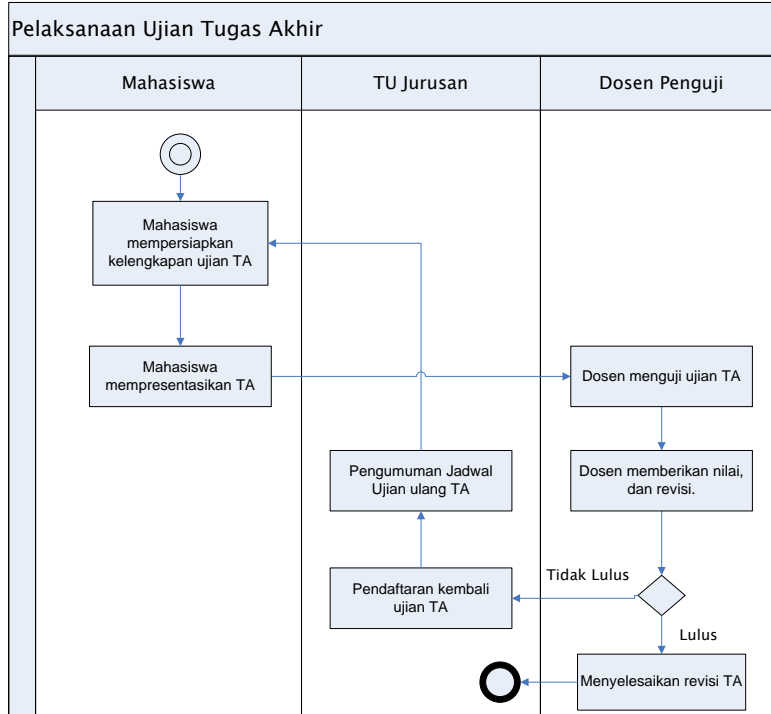 Pelaksanaan Ujian Tugas Akhir
Mahasiswa
TU Jurusan
Dosen Penguji
Mahasiswa
mempersiapkan
kelengkapan ujian TA
Mahasiswa
mempresentasikan TA
Dosen menguji ujian TA
Pengumuman Jadwal
Ujian ulang TA
Dosen memberikan nilai,
dan revisi.
Tidak Lulus
Pendaftaran kembali
ujian TA
Lulus
Menyelesaikan revisi TA